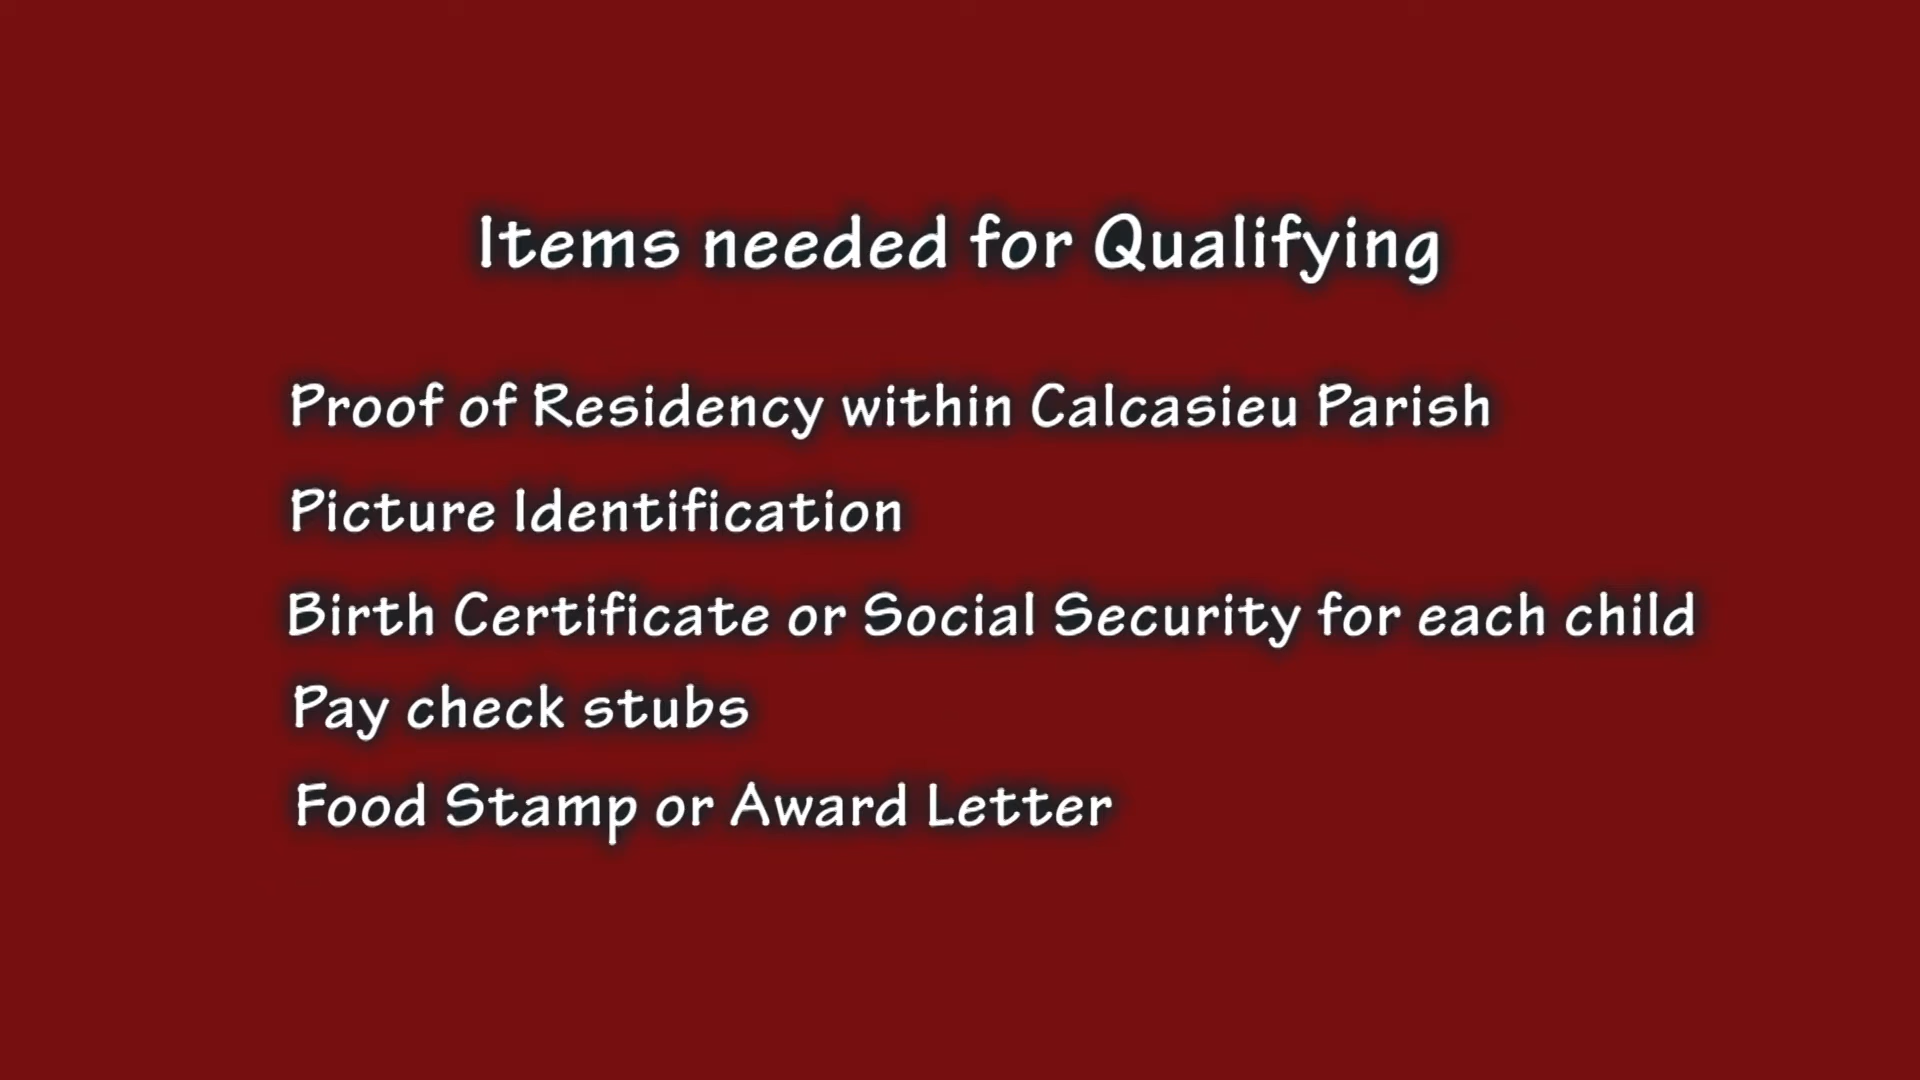 Items needed for Qualifying
Proof of Residency within Calcasieu Parish
Picture Identification
Birth Certificate or Social Security for each child
Pay check stubs
Food Stamp or Award Letter